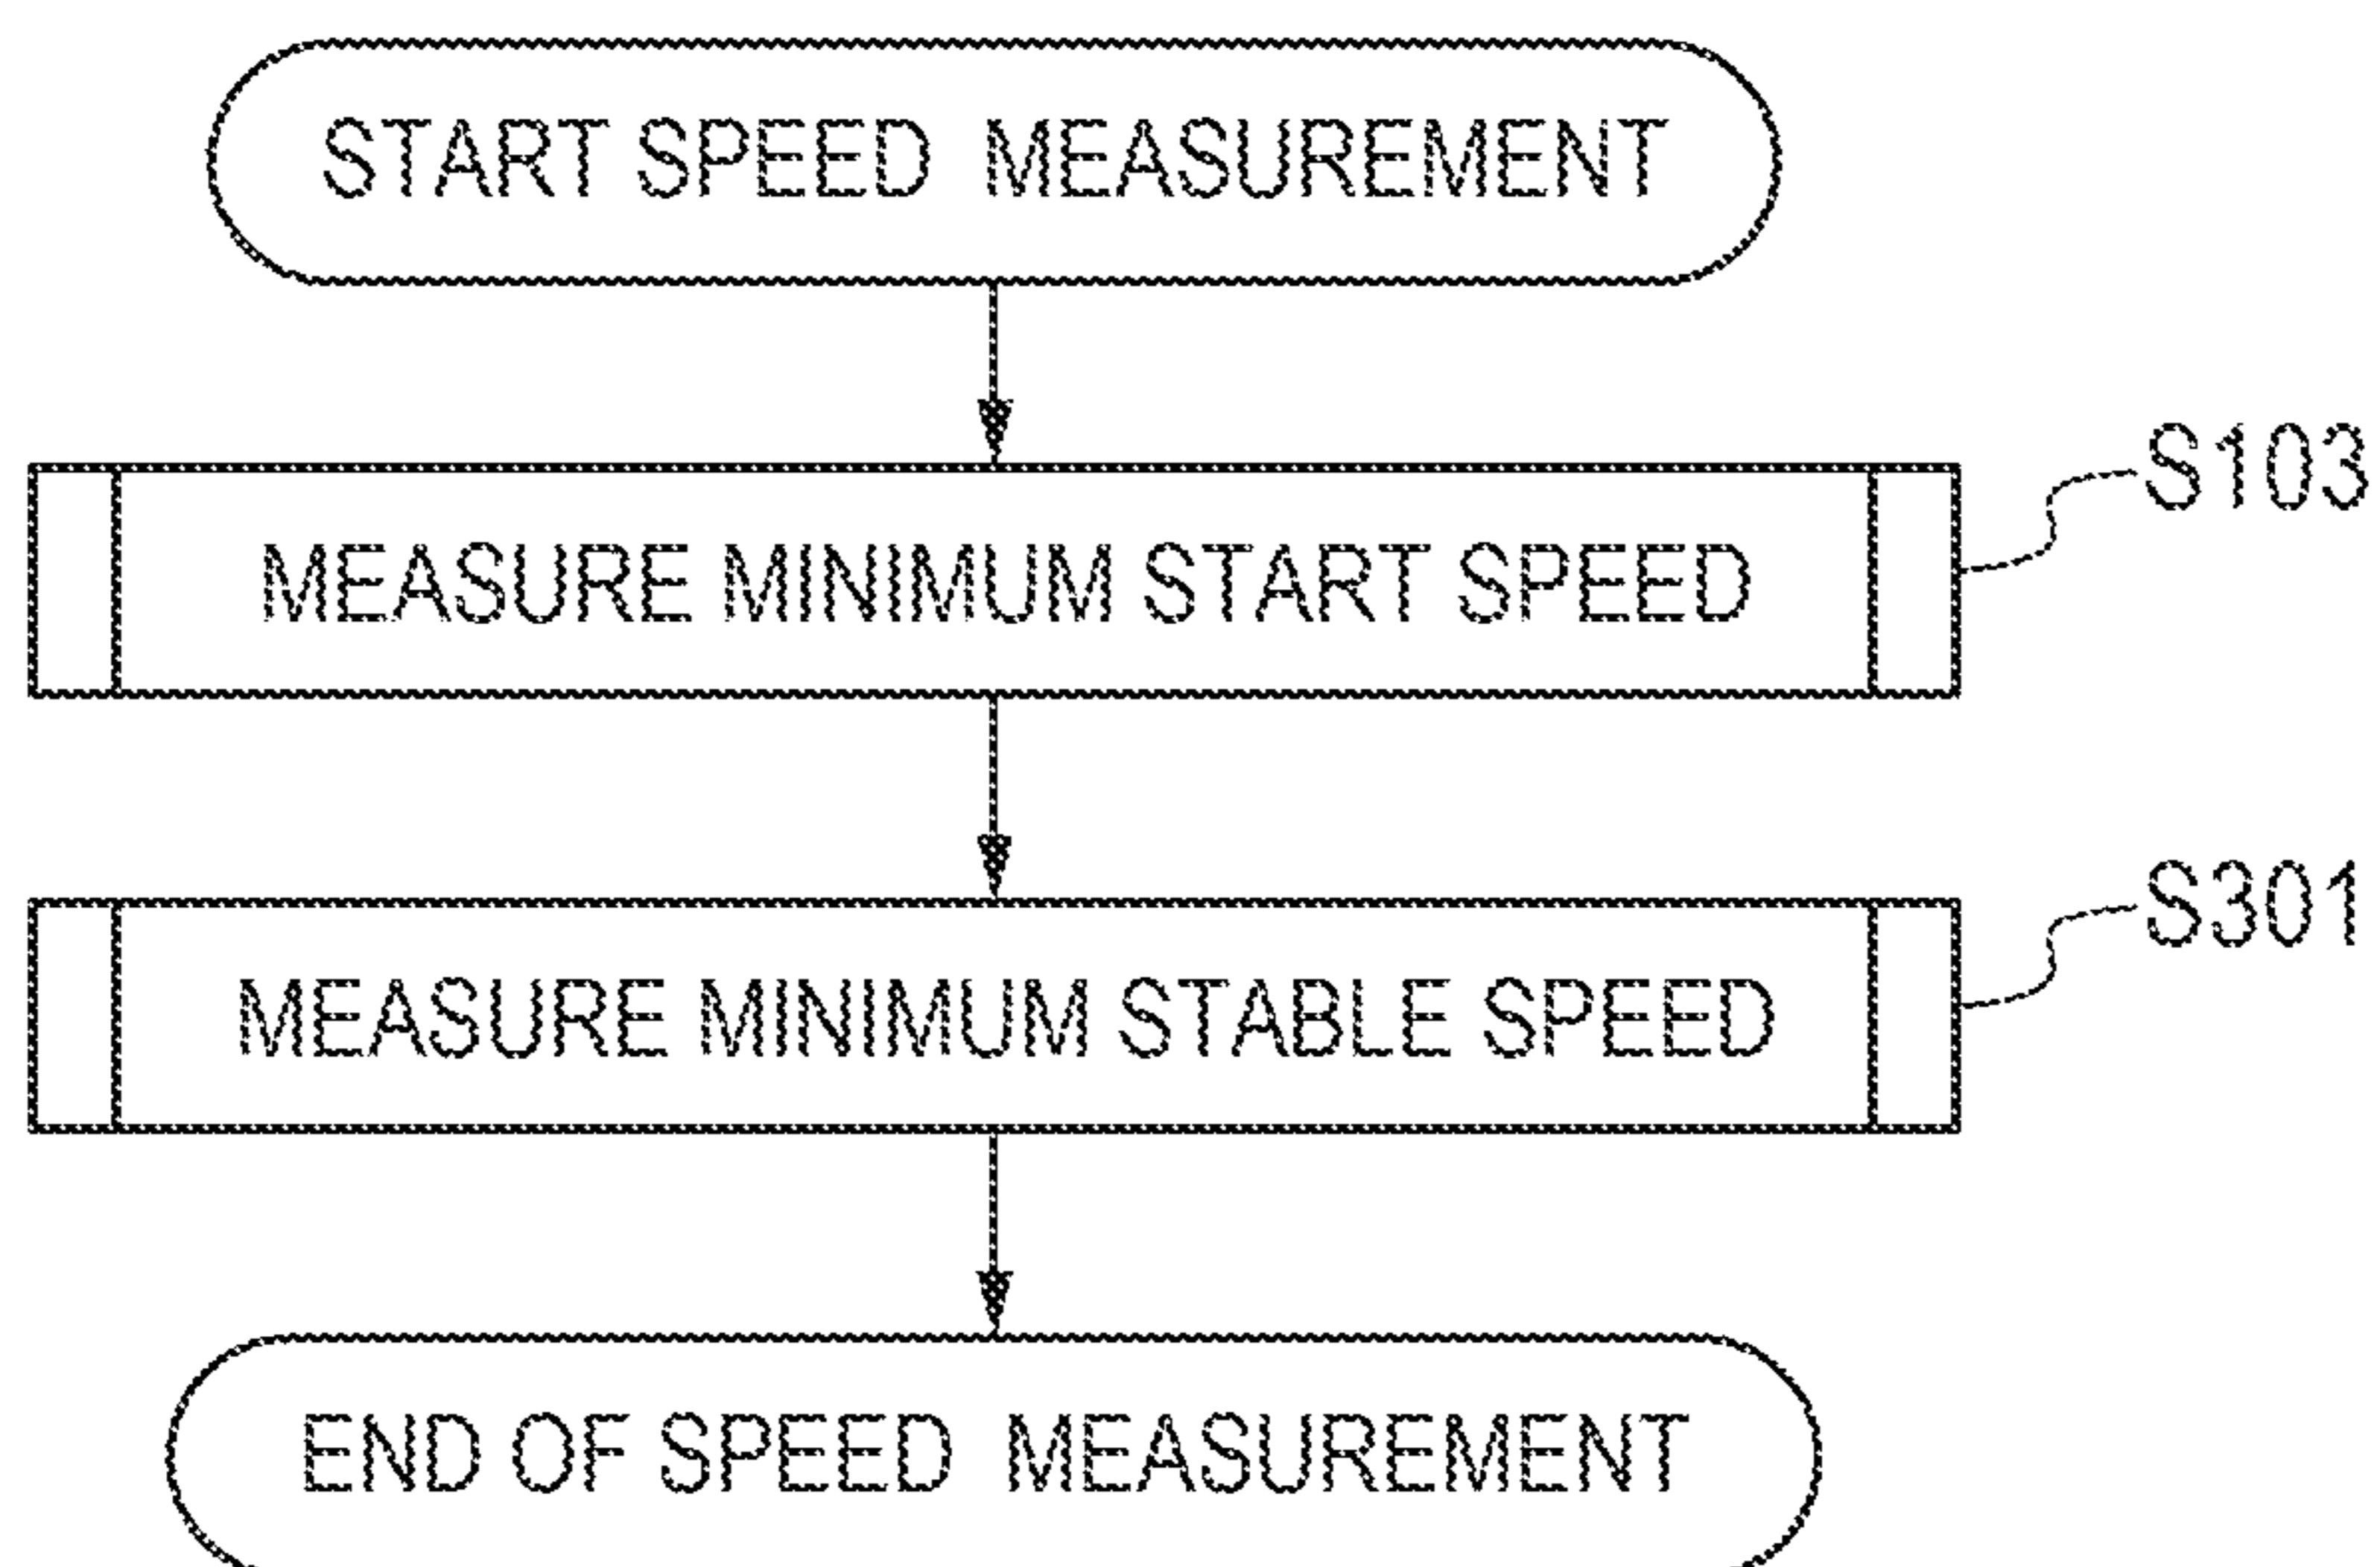 START SPEED MEASUREMENT
S103
MEASURE MINIMUM START SPEED
S301
MEASURE MINIMUM STABLE SPEED
END OF SPEED MEASUREMENT